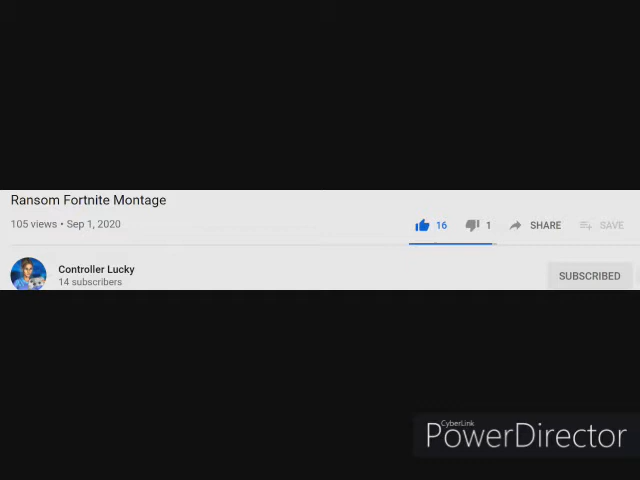 Ransom Fortnite Montage
105 views • Sep 1, 2020
16 1 SHARE SAVE
Controller Lucky
14 subscribers
SUBSCRIBED
CyberLink
PowerDirector